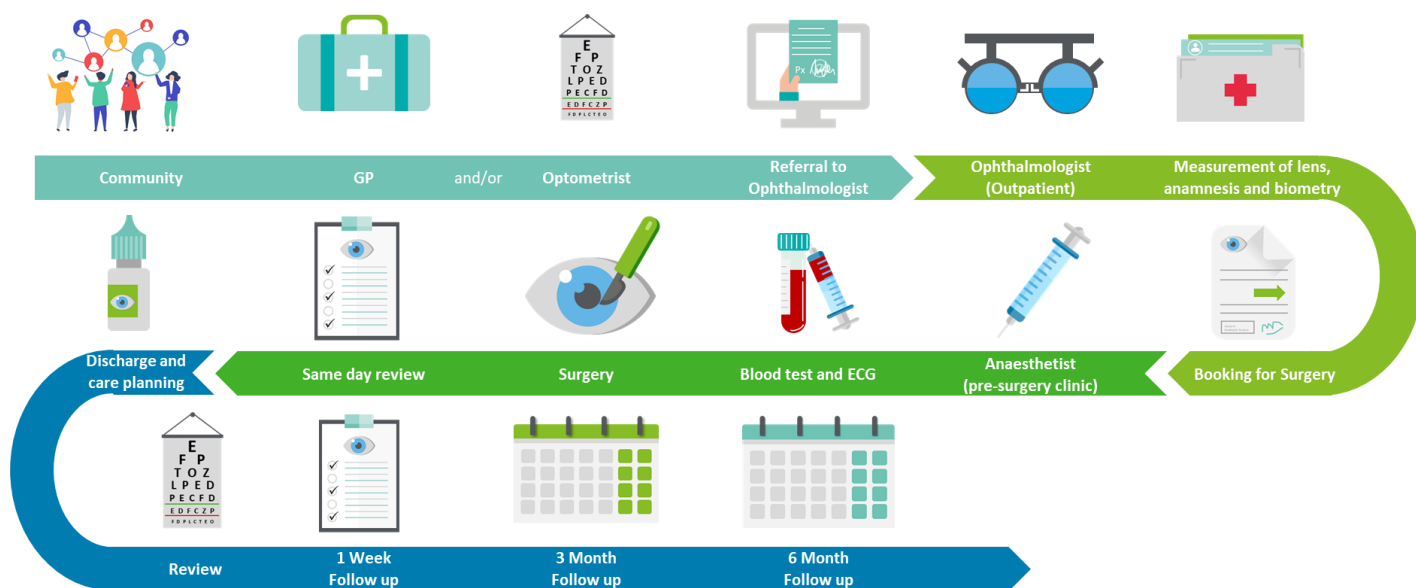 E
F P
T O Z
L P E D
P E C F D
E D F C Z P
F D P L C T E O
Px
Community
GP
and/or
Optometrist
Referral to
Ophthalmologist
Ophthalmologist
(Outpatient)
Measurement of lens,
anamnesis and biometry
Discharge and
care planning
Same day review
Surgery
Blood test and ECG
Anaesthetist
(pre-surgery clinic)
Booking for Surgery
E
F P
T O Z
L P E D
P E C F D
E D F C Z P
F D P L C T E O
Review
1 Week
Follow up
3 Month
Follow up
6 Month
Follow up